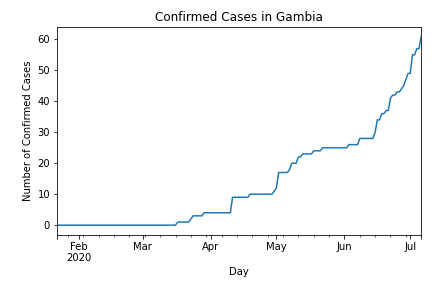 Confirmed Cases in Gambia
Number of Confirmed Cases
60
50
40
30
20
10
0
Feb
2020
Mar
Apr
May
Jun
Jul
Day